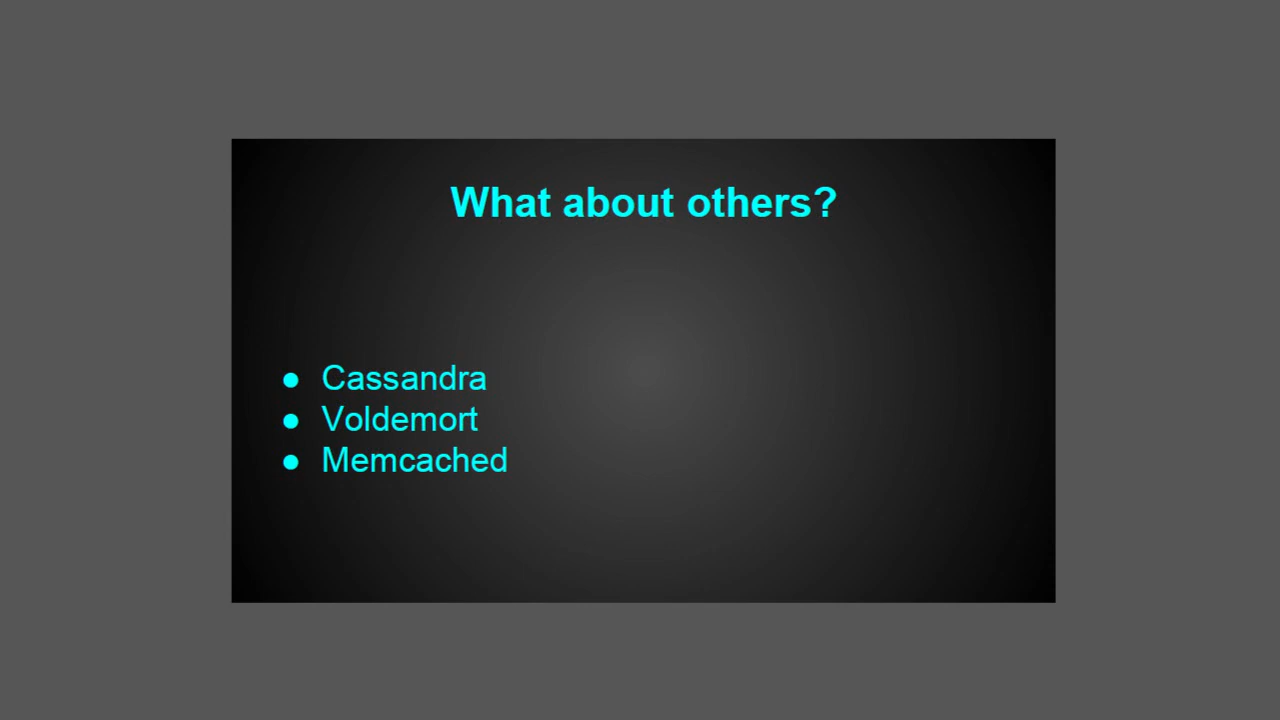 What about others?
● Cassandra
● Voldemort
● Memcached